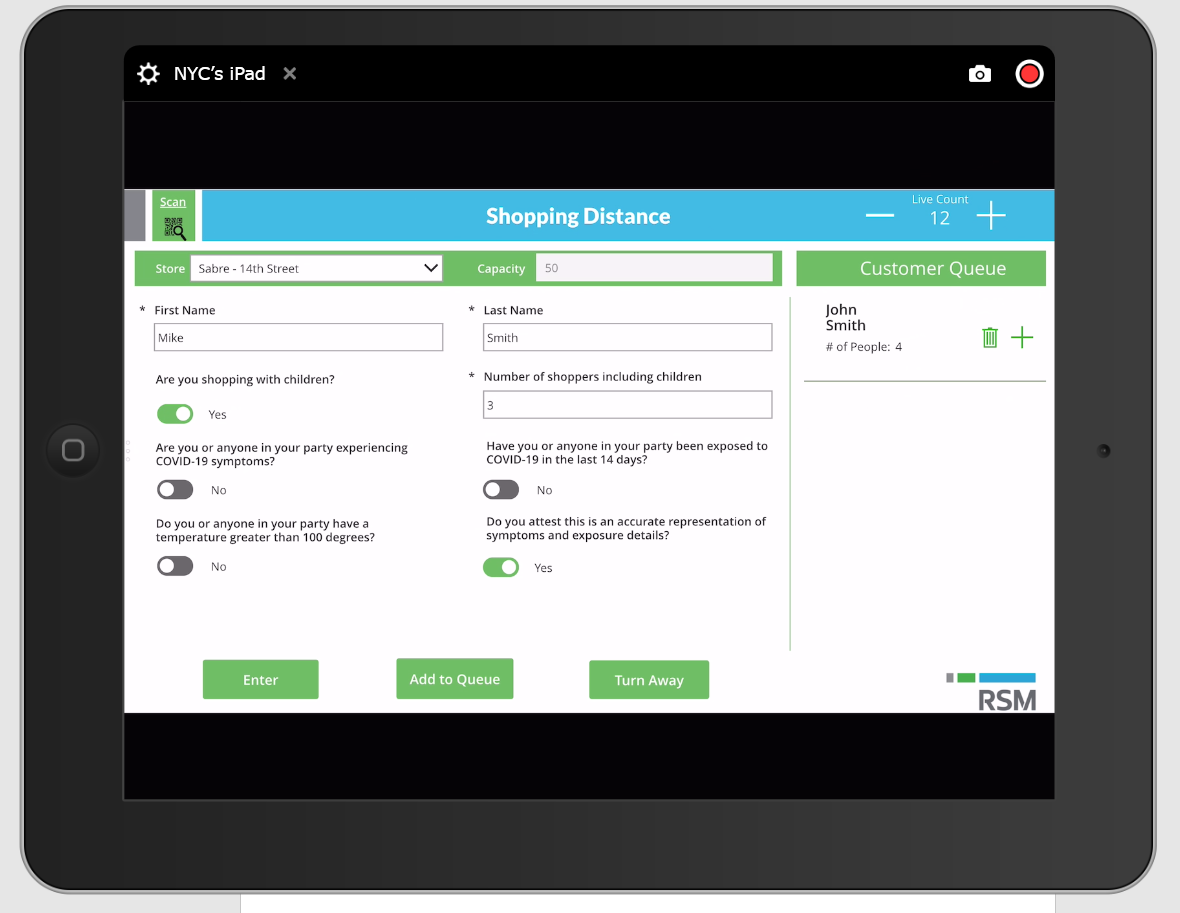 NYC’s iPad
Scan
Shopping Distance
Live Count
12
Store
Sabre - 14th Street
Capacity
50
Customer Queue
* First Name
Mike
* Last Name
Smith
Are you shopping with children?
Yes
* Number of shoppers including children
3
Are you or anyone in your party experiencing
COVID-19 symptoms?
No
Have you or anyone in your party been exposed to
COVID-19 in the last 14 days?
No
Do you or anyone in your party have a
temperature greater than 100 degrees?
No
Do you attest this is an accurate representation of
symptoms and exposure details?
Yes
John
Smith
# of People: 4
Enter
Add to Queue
Turn Away
RSM